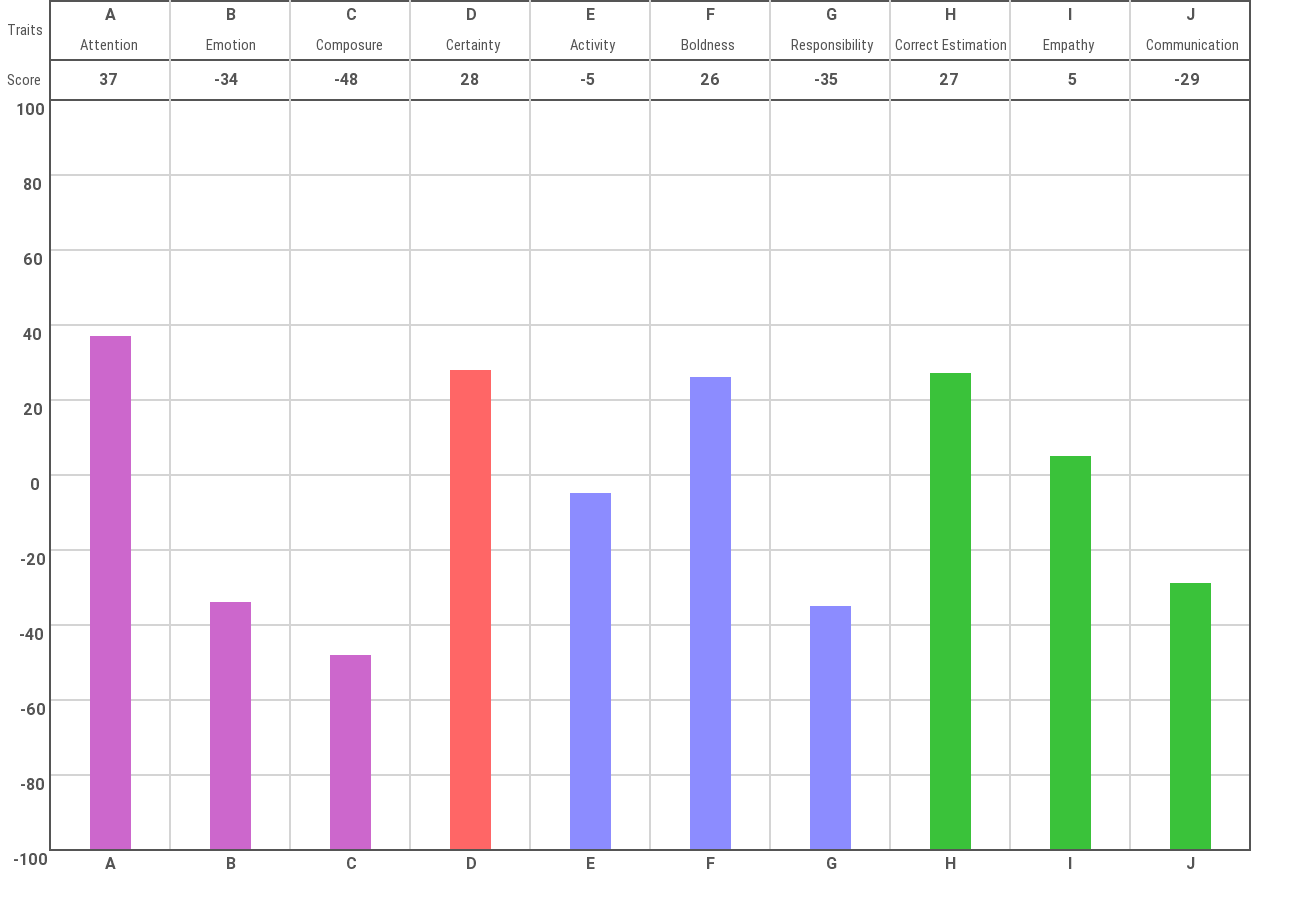 Traits A B C D E F G H I J
Attention Emotion Composure Certainty Activity Boldness Responsibility Correct Estimation Empathy Communication
Score 37 -34 -48 28 -5 26 -35 27 5 -29
100
80
60
40
20
0
-20
-40
-60
-80
-100
A B C D E F G H I J